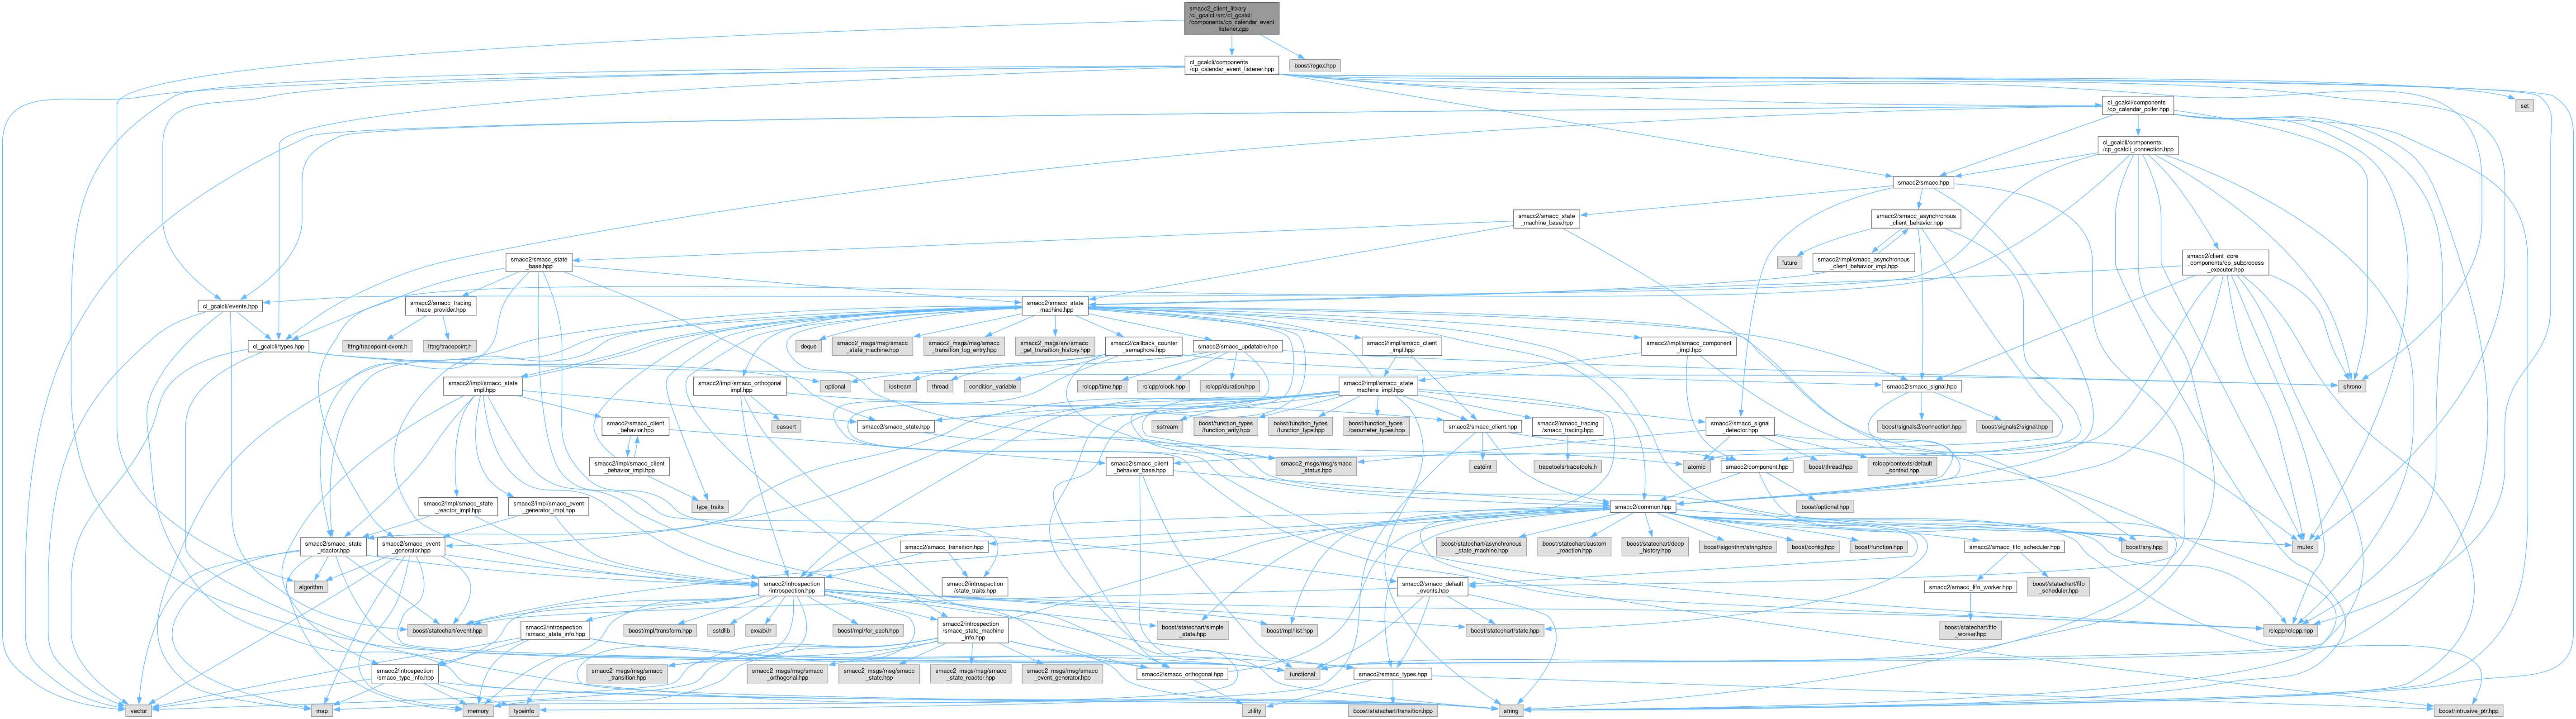 smacc2_client_library
/cl_gcalcli/src/cl_gcalcli
/components/cp_calendar_event
_listener.cpp
cl_gcalcli/components
/cp_calendar_event_listener.hpp
boost/regex.hpp
cl_gcalcli/components
/cp_calendar_poller.hpp
set
cl_gcalcli/components
/cp_gcalcli_connection.hpp
smacc2/smacc.hpp
smacc2/smacc_state
_machine_base.hpp
smacc2/smacc_asynchronous
_client_behavior.hpp
smacc2/smacc_state
_base.hpp
future
smacc2/impl/smacc_asynchronous
_client_behavior_impl.hpp
smacc2/client_core
_components/cp_subprocess
_executor.hpp
cl_gcalcli/events.hpp
smacc2/smacc_tracing
/trace_provider.hpp
smacc2/smacc_state
_machine.hpp
cl_gcalcli/types.hpp
lttng/tracepoint-event.h
lttng/tracepoint.h
deque
smacc2_msgs/msg/smacc
_state_machine.hpp
smacc2_msgs/msg/smacc
_transition_log_entry.hpp
smacc2_msgs/srv/smacc
_get_transition_history.hpp
smacc2/callback_counter
_semaphore.hpp
smacc2/smacc_updatable.hpp
smacc2/impl/smacc_client
_impl.hpp
smacc2/impl/smacc_component
_impl.hpp
smacc2/impl/smacc_state
_impl.hpp
smacc2/impl/smacc_orthogonal
_impl.hpp
optional
iostream
thread
condition_variable
rclcpp/time.hpp
rclcpp/clock.hpp
rclcpp/duration.hpp
smacc2/impl/smacc_state
_machine_impl.hpp
smacc2/smacc_signal.hpp
chrono
smacc2/smacc_client
_behavior.hpp
cassert
smacc2/smacc_state.hpp
sstream
boost/function_types
/function_arity.hpp
boost/function_types
/function_type.hpp
boost/function_types
/parameter_types.hpp
smacc2/smacc_client.hpp
smacc2/smacc_tracing
/smacc_tracing.hpp
smacc2/smacc_signal
_detector.hpp
boost/signals2/connection.hpp
boost/signals2/signal.hpp
smacc2/impl/smacc_client
_behavior_impl.hpp
smacc2/smacc_client
_behavior_base.hpp
smacc2_msgs/msg/smacc
_status.hpp
cstdint
tracetools/tracetools.h
atomic
smacc2/component.hpp
boost/thread.hpp
rclcpp/contexts/default
_context.hpp
smacc2/impl/smacc_state
_reactor_impl.hpp
smacc2/impl/smacc_event
_generator_impl.hpp
type_traits
smacc2/common.hpp
boost/optional.hpp
smacc2/smacc_state
_reactor.hpp
smacc2/smacc_event
_generator.hpp
smacc2/smacc_transition.hpp
boost/statechart/asynchronous
_state_machine.hpp
boost/statechart/custom
_reaction.hpp
boost/statechart/deep
_history.hpp
boost/algorithm/string.hpp
boost/config.hpp
boost/function.hpp
smacc2/smacc_fifo_scheduler.hpp
boost/any.hpp
mutex
algorithm
smacc2/introspection
/introspection.hpp
smacc2/introspection
/state_traits.hpp
smacc2/smacc_default
_events.hpp
smacc2/smacc_fifo_worker.hpp
boost/statechart/fifo
_scheduler.hpp
boost/statechart/event.hpp
smacc2/introspection
/smacc_state_info.hpp
boost/mpl/transform.hpp
cstdlib
cxxabi.h
boost/mpl/for_each.hpp
smacc2/introspection
/smacc_state_machine
_info.hpp
boost/statechart/simple
_state.hpp
boost/mpl/list.hpp
boost/statechart/state.hpp
boost/statechart/fifo
_worker.hpp
rclcpp/rclcpp.hpp
smacc2/introspection
/smacc_type_info.hpp
smacc2_msgs/msg/smacc
_transition.hpp
smacc2_msgs/msg/smacc
_orthogonal.hpp
smacc2_msgs/msg/smacc
_state.hpp
smacc2_msgs/msg/smacc
_state_reactor.hpp
smacc2_msgs/msg/smacc
_event_generator.hpp
smacc2/smacc_orthogonal.hpp
functional
smacc2/smacc_types.hpp
vector
map
memory
typeinfo
utility
boost/statechart/transition.hpp
string
boost/intrusive_ptr.hpp